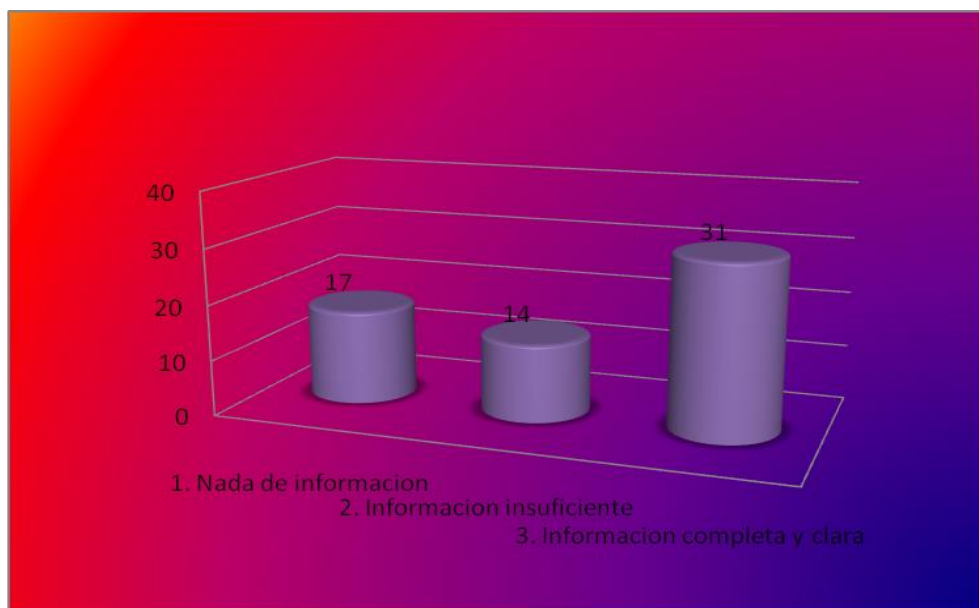 40
30
20
10
0
17
14
31
1. Nada de informacion
2. Informacion insuficiente
3. Informacion completa y clara